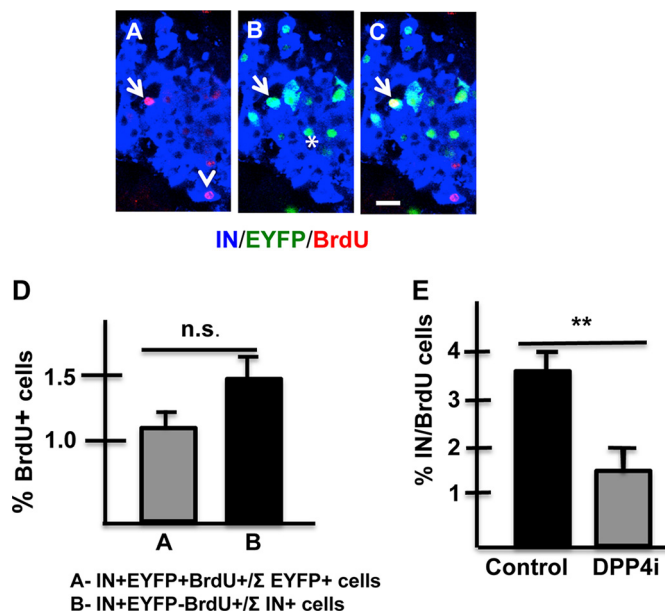 A B C
*
IN/EYFP/BrdU
D
n.s.
% BrdU+ cells
1.5
1.0
A B
A- IN+EYFP+BrdU+/Σ EYFP+ cells
B- IN+EYFP-BrdU+/Σ IN+ cells
E
**
% IN/BrdU cells
4
3
2
1
Control DPP4i